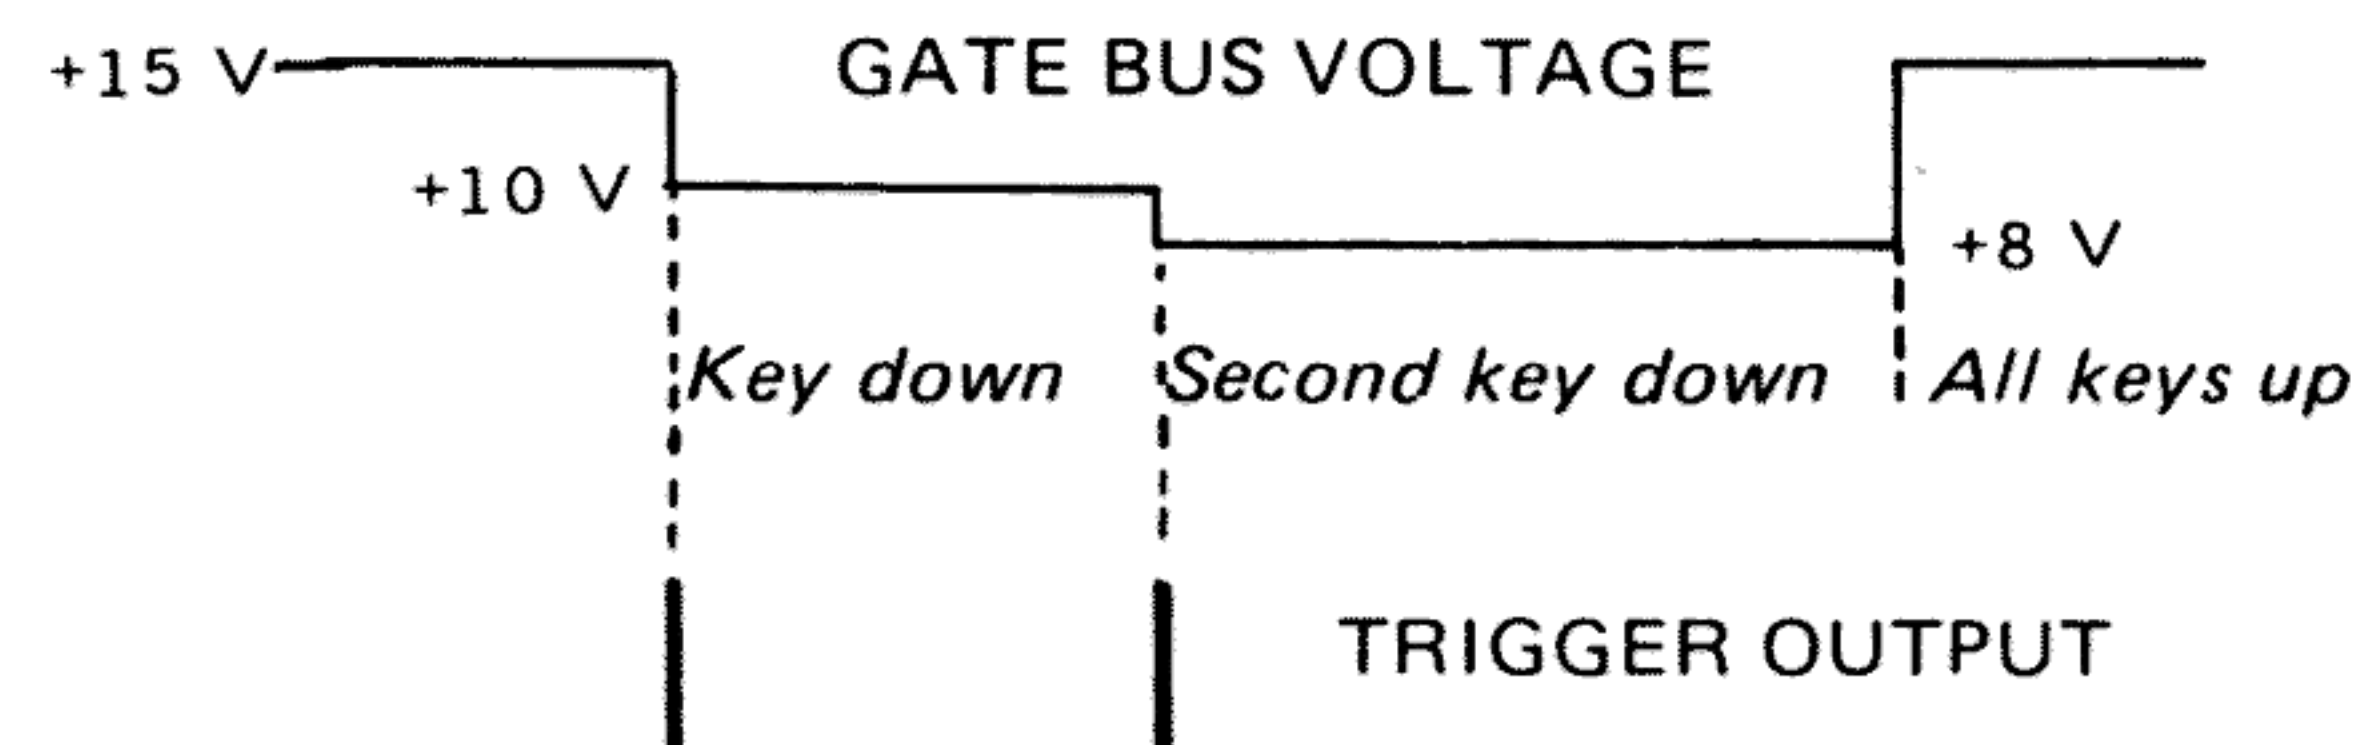 +15 V
GATE BUS VOLTAGE
+10 V
+8 V
Key down
Second key down
All keys up
TRIGGER OUTPUT